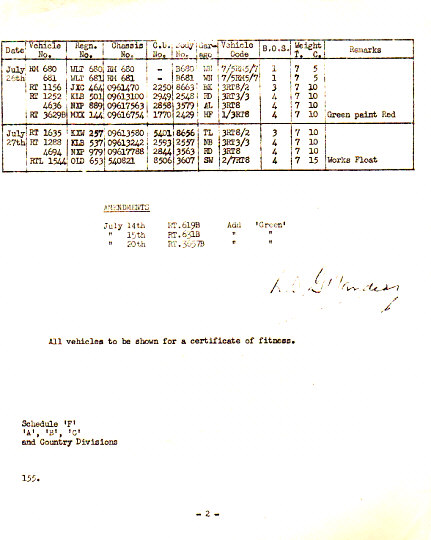 Date Vehicle No. Regn. No. Chassis No. C.b. No. Body No. Garage Vehicle Code B.O.S. Weight T. C. Remarks
July 26th RM 680 WLT 680 RM 680 - B680 7/5RM5/7 1 7 5
681 WLT 681 RM 681 - B681 WH 7/5RM5/7 1 7 5
RT 1156 JXC 464 0961470 2250 8663 BK 3RT8/2 3 7 10
RT 1252 KLB 501 09613100 2949 2548 HD 3RT3/3 4 7 10
4636 NXP 889 09617563 2858 3579 AL 3RT8 4 7 10
RT 3629B MXX 144 09616754 1770 2429 HF 1/3RT8 4 7 10 Green paint Red
July 27th RT 1635 KXW 257 09613580 5401 8656 TL 3RT8/2 3 7 10
RT 1288 KLB 537 09613242 2593 2557 NB 3RT3/3 4 7 10
4694 NXP 979 09617788 2844 3563 RD 3RT8 4 7 10
RTL 1544 OLD 653 540821 8506 3607 SW 2/7RT8 4 7 15 Works Float
AMENDMENTS
July 14th RT.619B Add 'Green'
" 15th RT.631B " "
" 20th RT.3657B " "
All vehicles to be shown for a certificate of fitness.
Schedule 'F'
'A', 'B', 'C'
and Country Divisions
155.
- 2 -